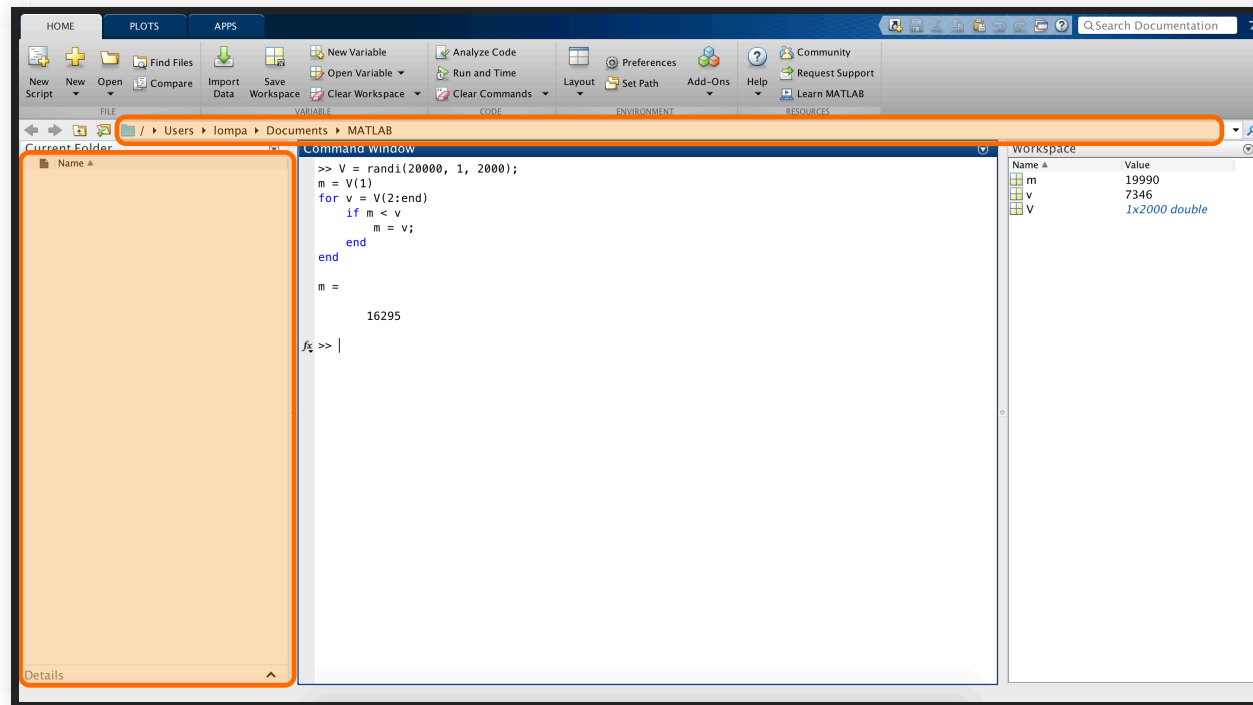 HOME PLOTS APPS
Search Documentation
New Script
New
Open
Find Files
Compare
Import Data
Save Workspace
New Variable
Open Variable
Clear Workspace
Analyze Code
Run and Time
Clear Commands
Layout
Preferences
Set Path
Add-Ons
Help
Community
Request Support
Learn MATLAB
FILE VARIABLE CODE ENVIRONMENT RESOURCES
/ Users lompa Documents MATLAB
Current Folder
Name
Details
Command Window
>> V = randi(20000, 1, 2000);
m = V(1)
for v = V(2:end)
if m < v
m = v;
end
end
m =
16295
fx >>
Workspace
Name Value
m 19990
v 7346
V 1x2000 double